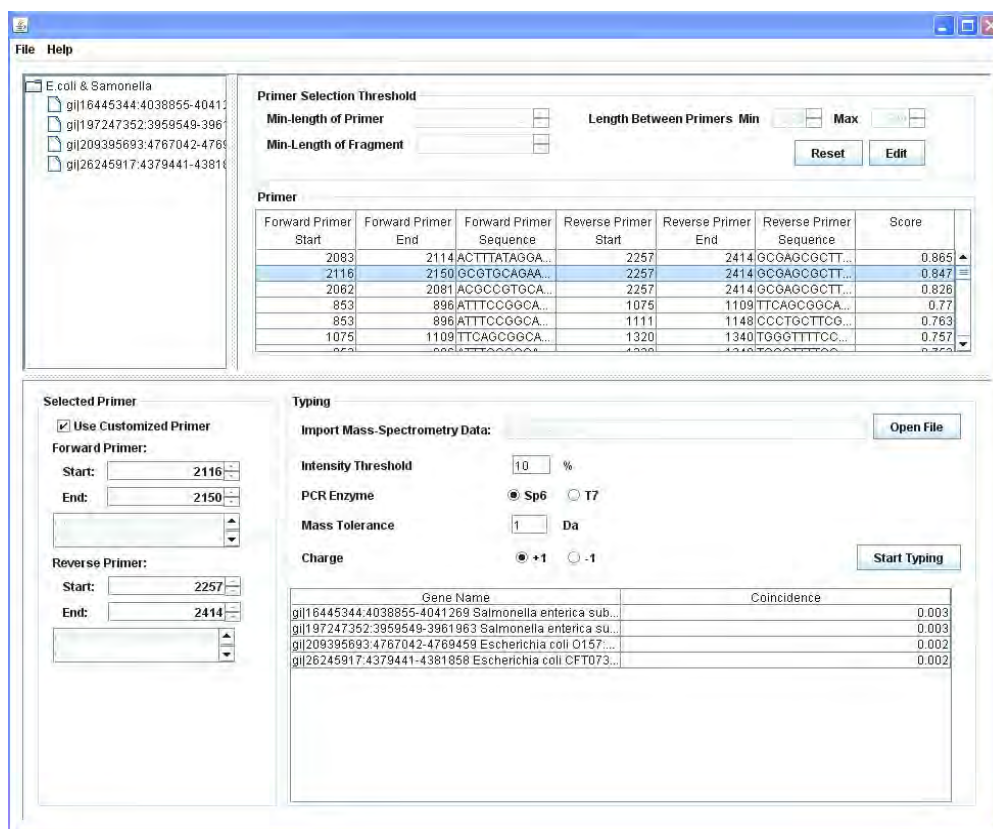 File Help
E.coli & Samonella
gi|16445344:4038855-4041:
gi|197247352:3959549-396
gi|209395693:4767042-476
gi|26245917:4379441-4381
Primer Selection Threshold
Min-length of Primer
Length Between Primers Min
Max
Min-Length of Fragment
Reset
Edit
Primer
Forward Primer Start Forward Primer End Forward Primer Sequence Reverse Primer Start Reverse Primer End Reverse Primer Sequence Score
2083 2114 ACTTTATAGGA... 2257 2414 GCGAGCGCTT... 0.865
2116 2150 GCGTGCAGAA... 2257 2414 GCGAGCGCTT... 0.847
2062 2081 ACGCCGTGCA... 2257 2414 GCGAGCGCTT... 0.826
853 896 ATTTCCGGCA... 1075 1109 TTCAGCGGCA... 0.77
853 896 ATTTCCGGCA... 1111 1148 CCCTGCTTCG... 0.763
1075 1109 TTCAGCGGCA... 1320 1340 TGGGTTTTCC... 0.757
Selected Primer
Use Customized Primer
Forward Primer:
Start: 2116
End: 2150
Reverse Primer:
Start: 2257
End: 2414
Typing
Import Mass-Spectrometry Data:
Open File
Intensity Threshold 10 %
PCR Enzyme Sp6 T7
Mass Tolerance 1 Da
Charge +1 -1
Start Typing
Gene Name Coincidence
gi|16445344:4038855-4041269 Salmonella enterica sub... 0.003
gi|197247352:3959549-3961963 Salmonella enterica su... 0.003
gi|209395693:4767042-4769459 Escherichia coli O157:... 0.002
gi|26245917:4379441-4381858 Escherichia coli CFT073... 0.002